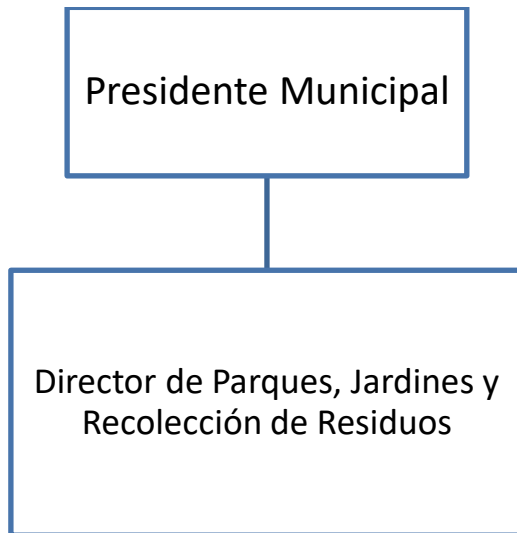 Presidente Municipal
Director de Parques, Jardines y
Recolección de Residuos